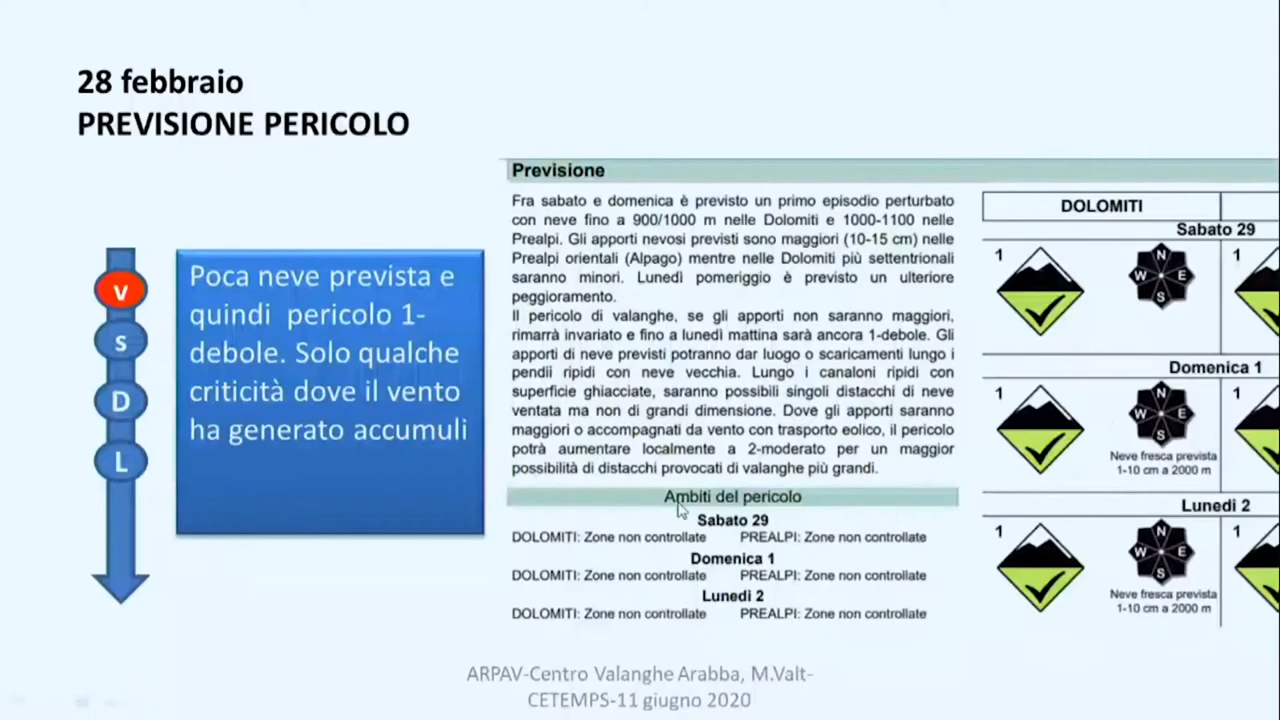 28 febbraio
PREVISIONE PERICOLO
v
s
D
L
Poca neve prevista e
quindi pericolo 1-
debole. Solo qualche
criticità dove il vento
ha generato accumuli
Previsione
Fra sabato e domenica è previsto un primo episodio perturbato
con neve fino a 900/1000 m nelle Dolomiti e 1000-1100 nelle
Prealpi. Gli apporti nevosi previsti sono maggiori (10-15 cm) nelle
Prealpi orientali (Alpago) mentre nelle Dolomiti più settentrionali
saranno minori. Lunedì pomeriggio è previsto un ulteriore
peggioramento.
Il pericolo di valanghe, se gli apporti non saranno maggiori,
rimarrà invariato e fino a lunedì mattina sarà ancora 1-debole. Gli
apporti di neve previsti potranno dar luogo o scaricamenti lungo i
pendii ripidi con neve vecchia. Lungo i canaloni ripidi con
superfice ghiacciate, saranno possibili singoli distacchi di neve
ventata ma non di grandi dimensione. Dove gli apporti saranno
maggiori o accompagnati da vento con trasporto eolico, il pericolo
potrà aumentare localmente a 2-moderato per un maggior
possibilità di distacchi provocati di valanghe più grandi.
Ambiti del pericolo
Sabato 29
DOLOMITI: Zone non controllate PREALPI: Zone non controllate
Domenica 1
DOLOMITI: Zone non controllate PREALPI: Zone non controllate
Lunedì 2
DOLOMITI: Zone non controllate PREALPI: Zone non controllate
DOLOMITI
Sabato 29
1
N
W E
S
1
Domenica 1
1
N
W E
S
1
Neve fresca prevista
1-10 cm a 2000 m
Lunedì 2
1
N
W E
S
1
Neve fresca prevista
1-10 cm a 2000 m
ARPAV-Centro Valanghe Arabba, M.Valt-
CETEMPS-11 giugno 2020